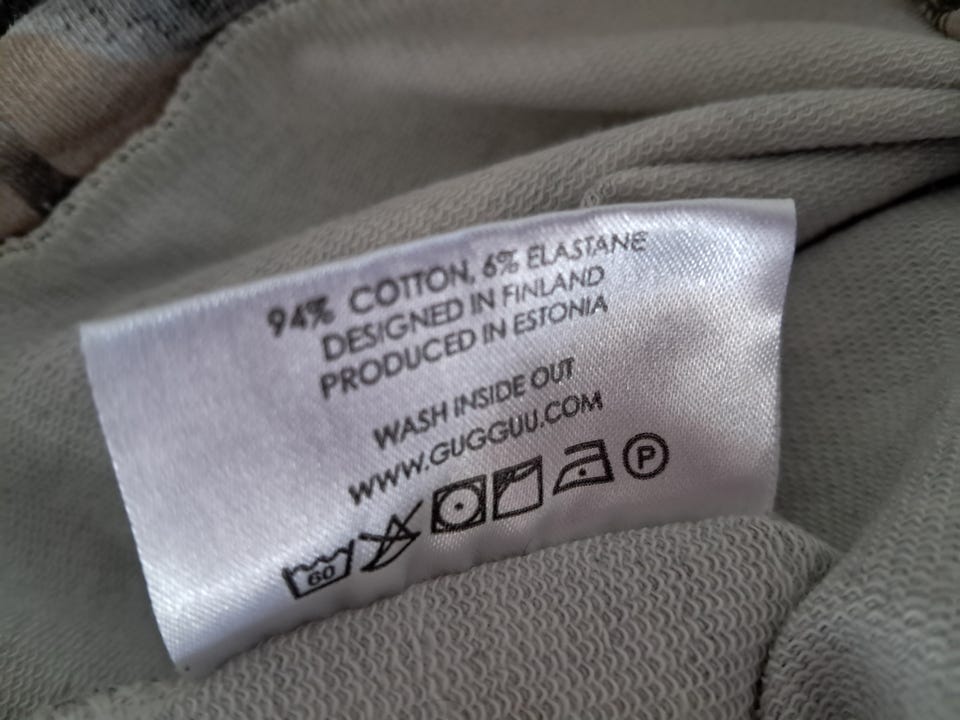 94% COTTON, 6% ELASTANE
DESIGNED IN FINLAND
PRODUCED IN ESTONIA
WASH INSIDE OUT
WWW.GUGGUU.COM
60 P